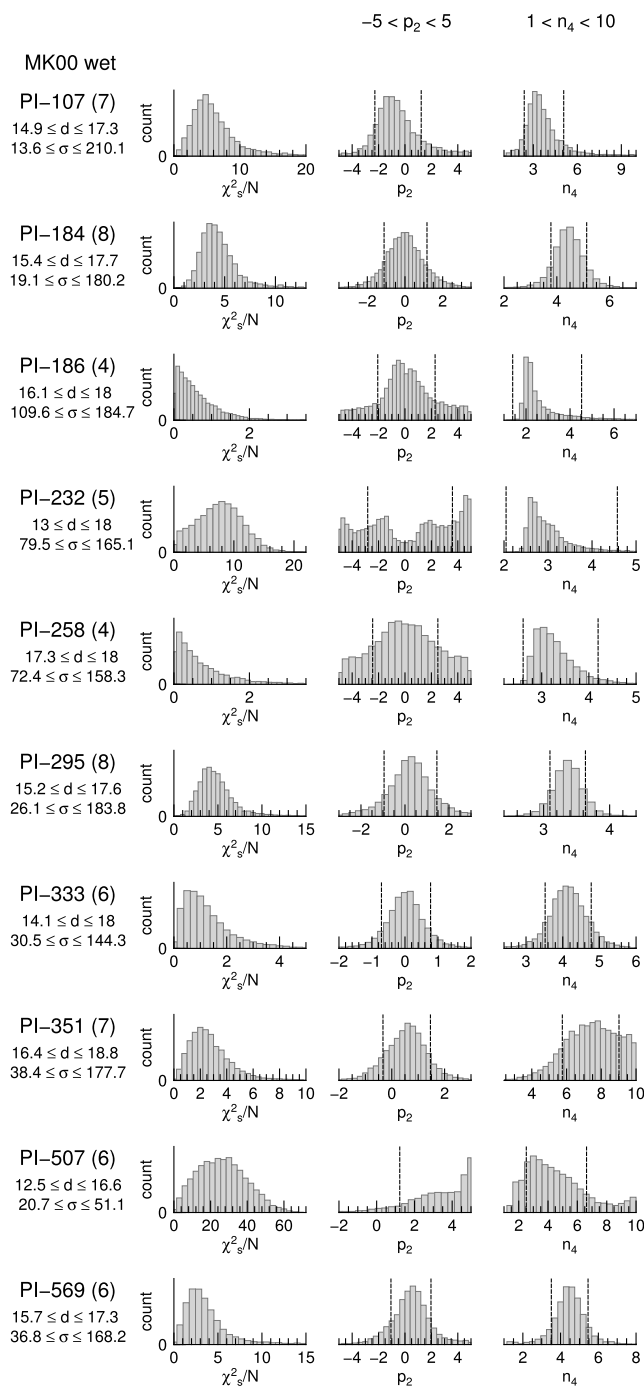 −5 < p₂ < 5 1 < n₄ < 10
MK00 wet
PI−107 (7)
14.9 ≤ d ≤ 17.3
13.6 ≤ σ ≤ 210.1
count
0
0 10 20
χ²ₛ/N
−4 −2 0 2 4
p₂
3 6 9
n₄
PI−184 (8)
15.4 ≤ d ≤ 17.7
19.1 ≤ σ ≤ 180.2
count
0
0 5 10
χ²ₛ/N
−2 0 2
p₂
2 4 6
n₄
PI−186 (4)
16.1 ≤ d ≤ 18
109.6 ≤ σ ≤ 184.7
count
0
0 2
χ²ₛ/N
−4 −2 0 2 4
p₂
2 4 6
n₄
PI−232 (5)
13 ≤ d ≤ 18
79.5 ≤ σ ≤ 165.1
count
0
0 10 20
χ²ₛ/N
−4 −2 0 2 4
p₂
2 3 4 5
n₄
PI−258 (4)
17.3 ≤ d ≤ 18
72.4 ≤ σ ≤ 158.3
count
0
0 2
χ²ₛ/N
−4 −2 0 2 4
p₂
3 4 5
n₄
PI−295 (8)
15.2 ≤ d ≤ 17.6
26.1 ≤ σ ≤ 183.8
count
0
0 5 10 15
χ²ₛ/N
−2 0 2
p₂
3 4
n₄
PI−333 (6)
14.1 ≤ d ≤ 18
30.5 ≤ σ ≤ 144.3
count
0
0 2 4
χ²ₛ/N
−2 −1 0 1 2
p₂
3 4 5 6
n₄
PI−351 (7)
16.4 ≤ d ≤ 18.8
38.4 ≤ σ ≤ 177.7
count
0
0 2 4 6 8 10
χ²ₛ/N
−2 0 2
p₂
4 6 8 10
n₄
PI−507 (6)
12.5 ≤ d ≤ 16.6
20.7 ≤ σ ≤ 51.1
count
0
0 20 40 60
χ²ₛ/N
−2 0 2 4
p₂
2 4 6 8 10
n₄
PI−569 (6)
15.7 ≤ d ≤ 17.3
36.8 ≤ σ ≤ 168.2
count
0
0 5 10 15
χ²ₛ/N
−4 −2 0 2 4
p₂
2 4 6 8
n₄